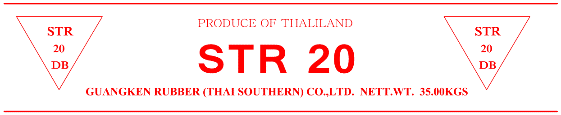 STR
20
DB
PRODUCE OF THALILAND
STR 20
GUANGKEN RUBBER (THAI SOUTHERN) CO.,LTD. NETT.WT. 35.00KGS
STR
20
DB